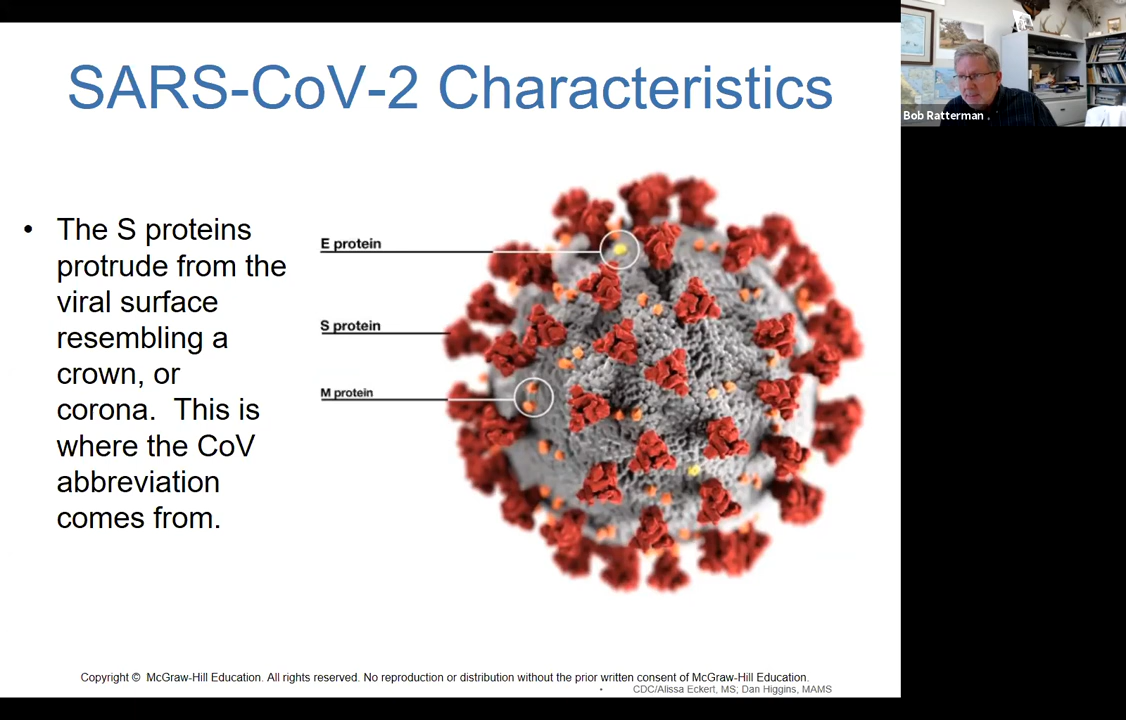 SARS-CoV-2 Characteristics
Bob Ratterman .
• The S proteins
protrude from the
viral surface
resembling a
crown, or
corona. This is
where the CoV
abbreviation
comes from.
E protein
S protein
M protein
Copyright © McGraw-Hill Education. All rights reserved. No reproduction or distribution without the prior written consent of McGraw-Hill Education.
• CDC/Alissa Eckert, MS; Dan Higgins, MAMS